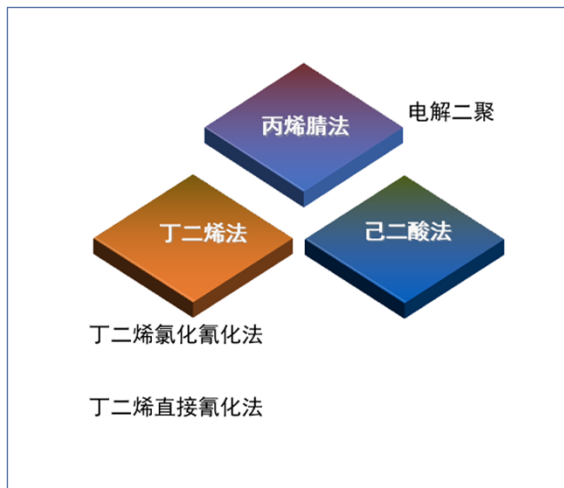 丙烯腈法
电解二聚
丁二烯法
己二酸法
丁二烯氯化氰化法
丁二烯直接氰化法